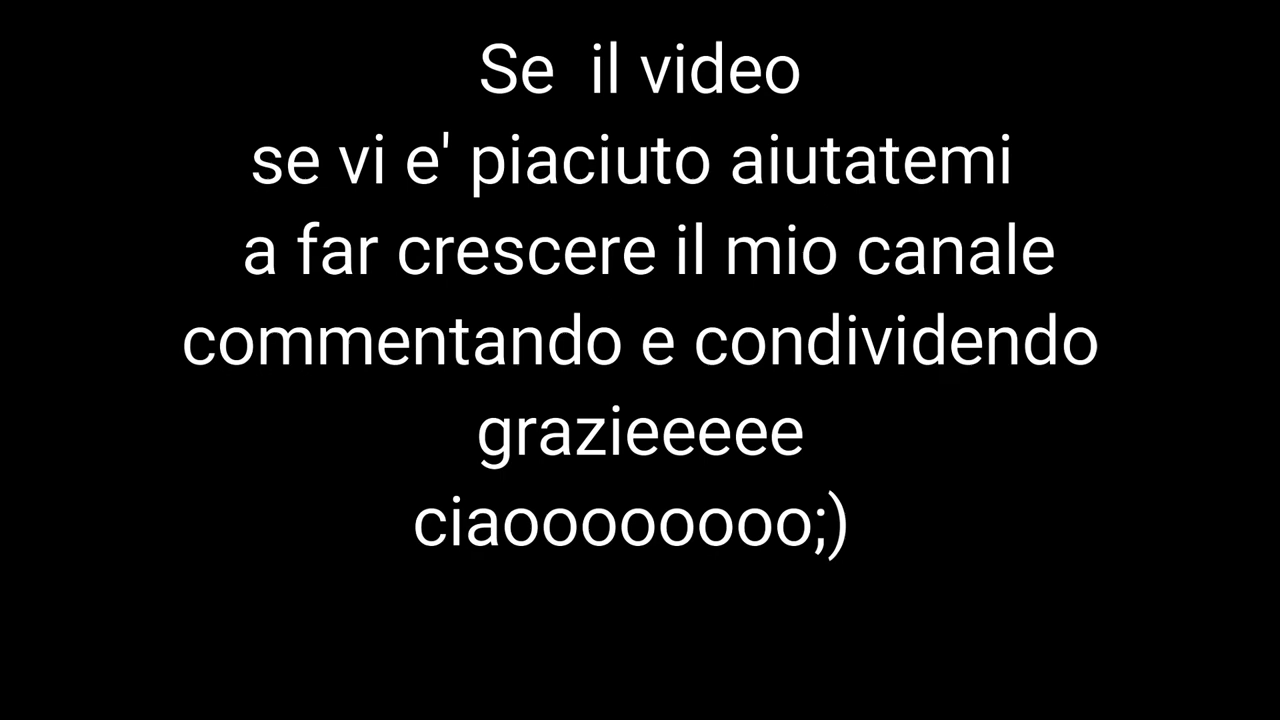 Se  il video
se vi e' piaciuto aiutatemi
a far crescere il mio canale
commentando e condividendo
grazieeeee
ciaoooooooo;)